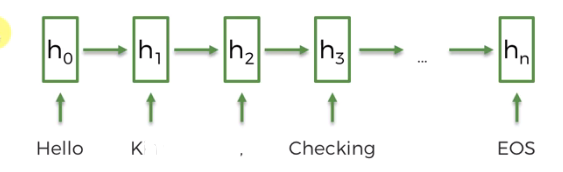 h₀ h₁ h₂ h₃ ... hₙ
Hello K , Checking EOS